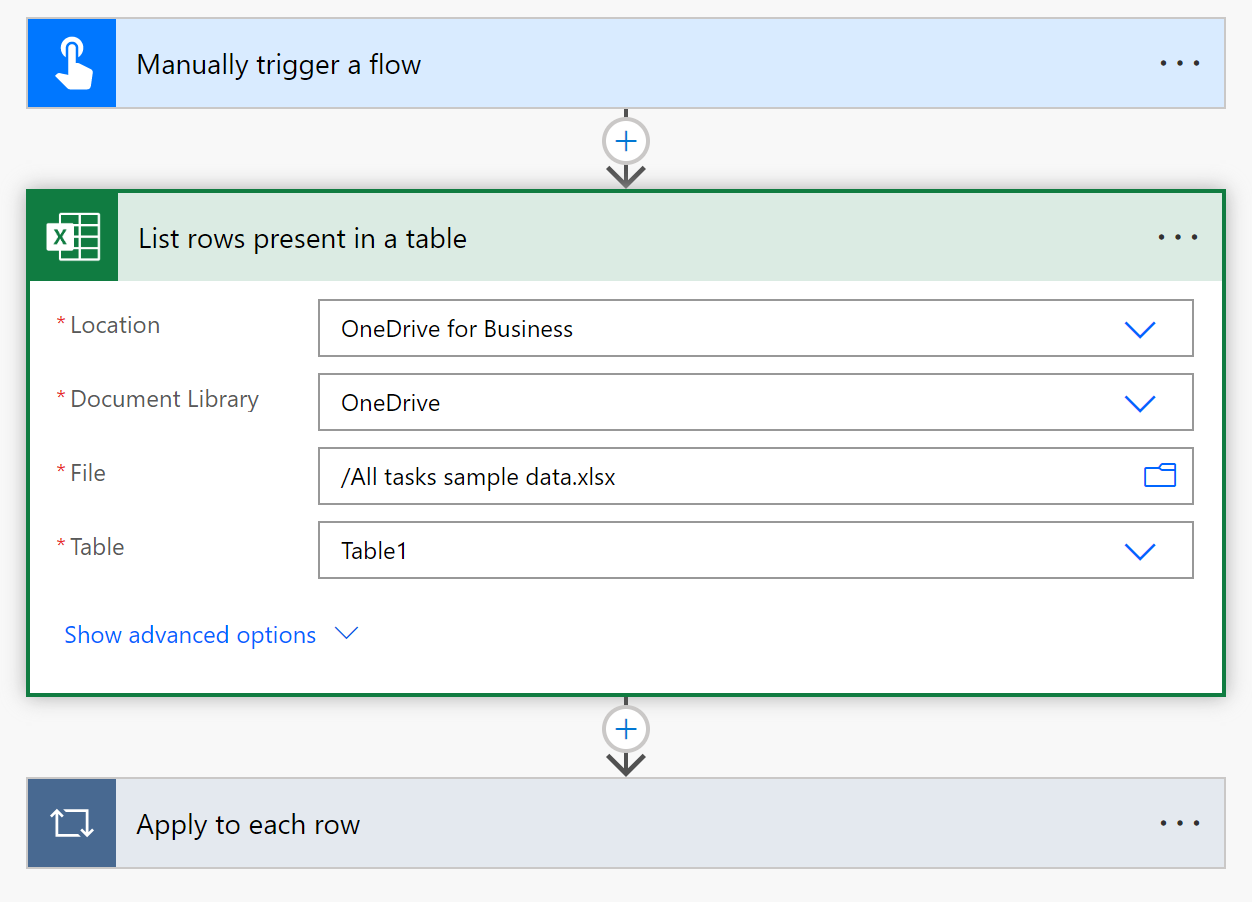 Manually trigger a flow
X
List rows present in a table
* Location
OneDrive for Business
* Document Library
OneDrive
* File
/All tasks sample data.xlsx
* Table
Table1
Show advanced options
Apply to each row